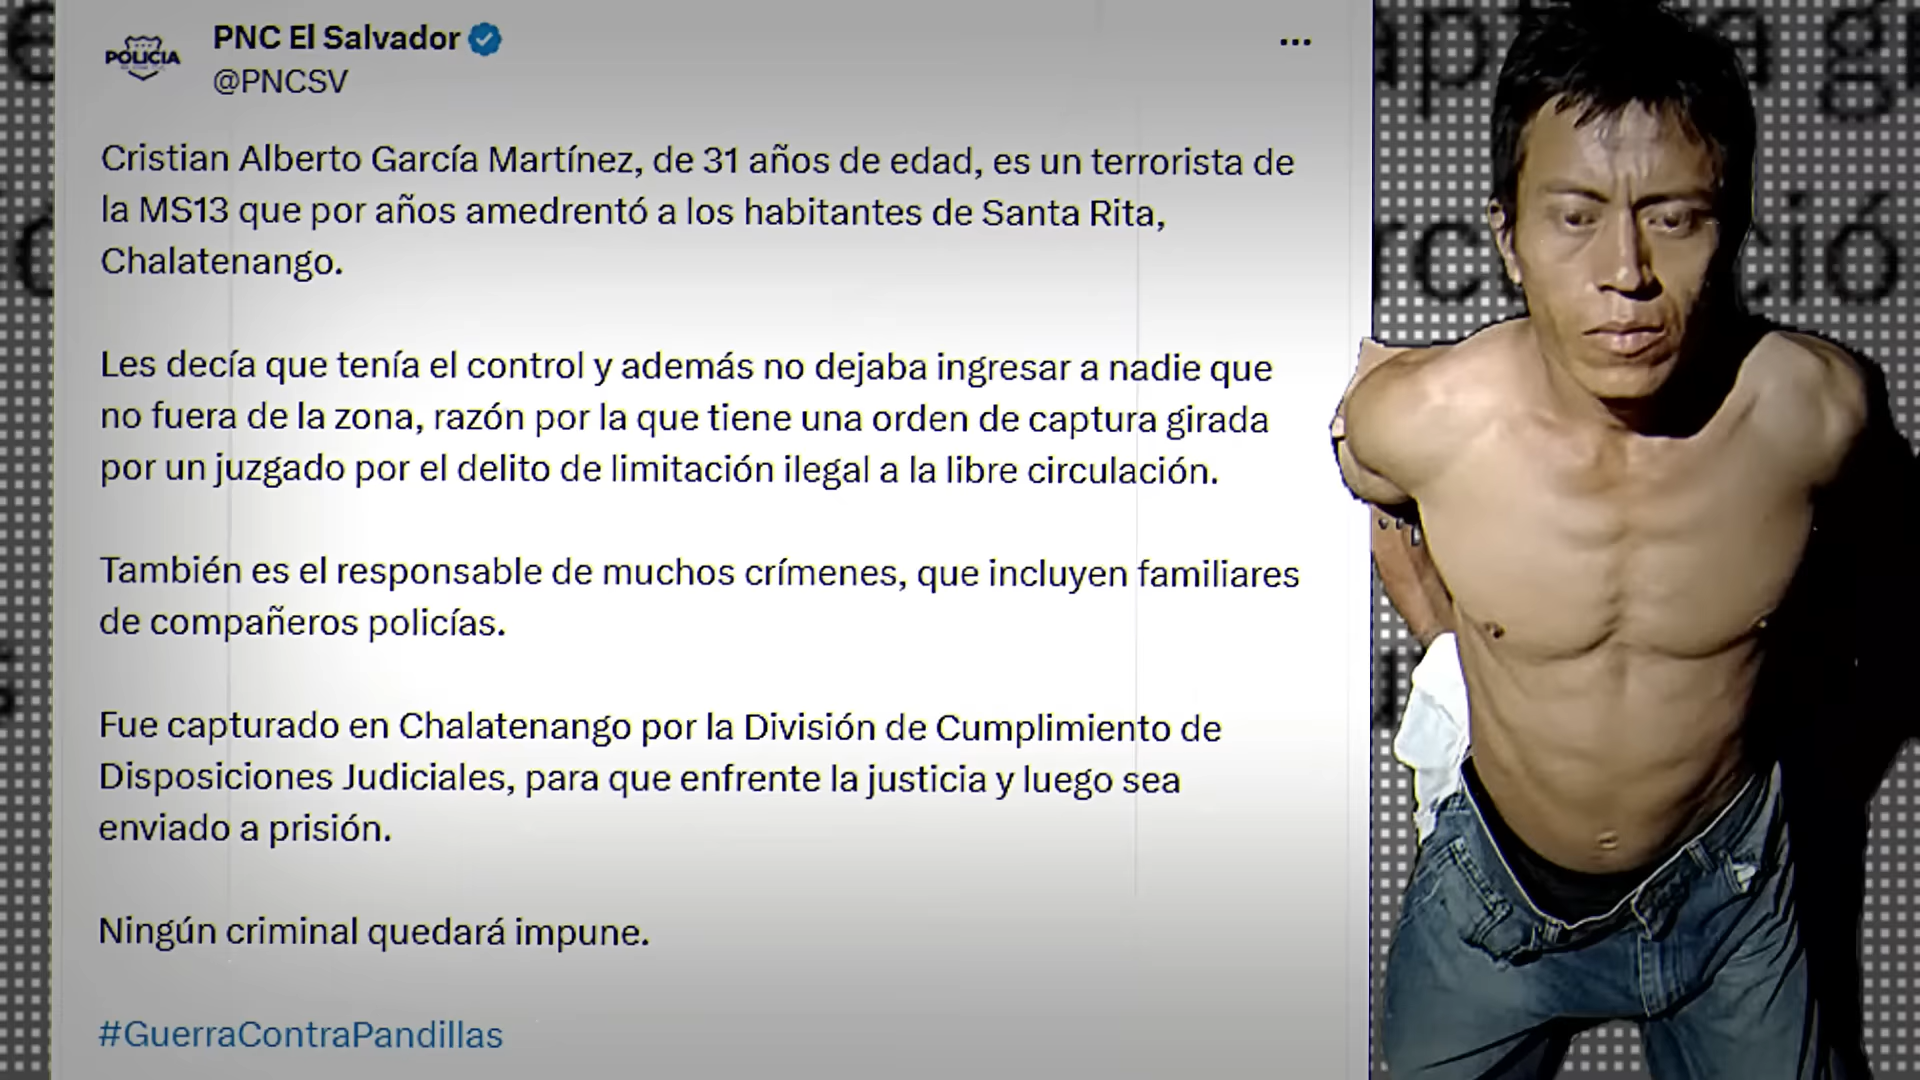 POLICIA
PNC El Salvador
@PNCSV
Cristian Alberto García Martínez, de 31 años de edad, es un terrorista de
la MS13 que por años amedrentó a los habitantes de Santa Rita,
Chalatenango.
Les decía que tenía el control y además no dejaba ingresar a nadie que
no fuera de la zona, razón por la que tiene una orden de captura girada
por un juzgado por el delito de limitación ilegal a la libre circulación.
También es el responsable de muchos crímenes, que incluyen familiares
de compañeros policías.
Fue capturado en Chalatenango por la División de Cumplimiento de
Disposiciones Judiciales, para que enfrente la justicia y luego sea
enviado a prisión.
Ningún criminal quedará impune.
#GuerraContraPandillas